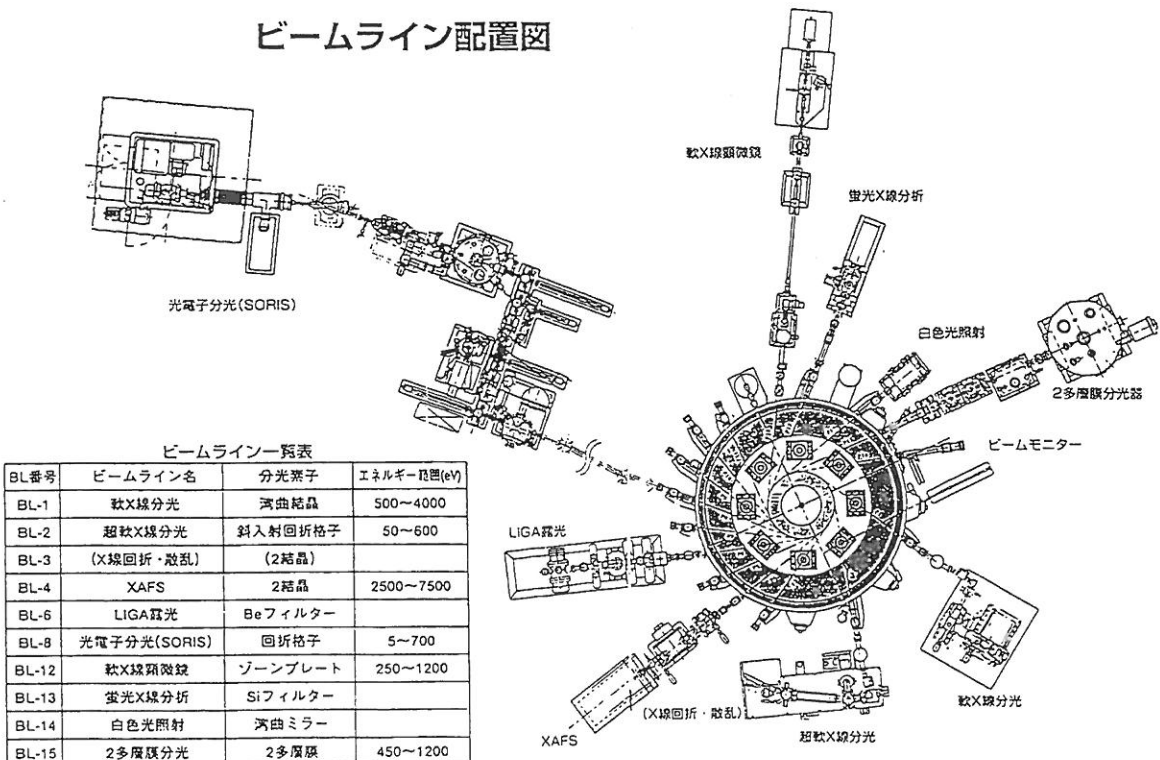 ビームライン配置図
軟X線顕微鏡
蛍光X線分析
光電子分光(SORIS)
白色光照射
2多層膜分光器
ビームモニター
LIGA露光
軟X線分光
(X線回折・散乱)
超軟X線分光
XAFS
ビームライン一覧表
BL番号 ビームライン名 分光素子 エネルギー範囲(eV)
BL-1 軟X線分光 湾曲結晶 500〜4000
BL-2 超軟X線分光 斜入射回折格子 50〜600
BL-3 (X線回折・散乱) (2結晶)
BL-4 XAFS 2結晶 2500〜7500
BL-6 LIGA露光 Beフィルター
BL-8 光電子分光(SORIS) 回折格子 5〜700
BL-12 軟X線顕微鏡 ゾーンプレート 250〜1200
BL-13 蛍光X線分析 Siフィルター
BL-14 白色光照射 湾曲ミラー
BL-15 2多層膜分光 2多層膜 450〜1200